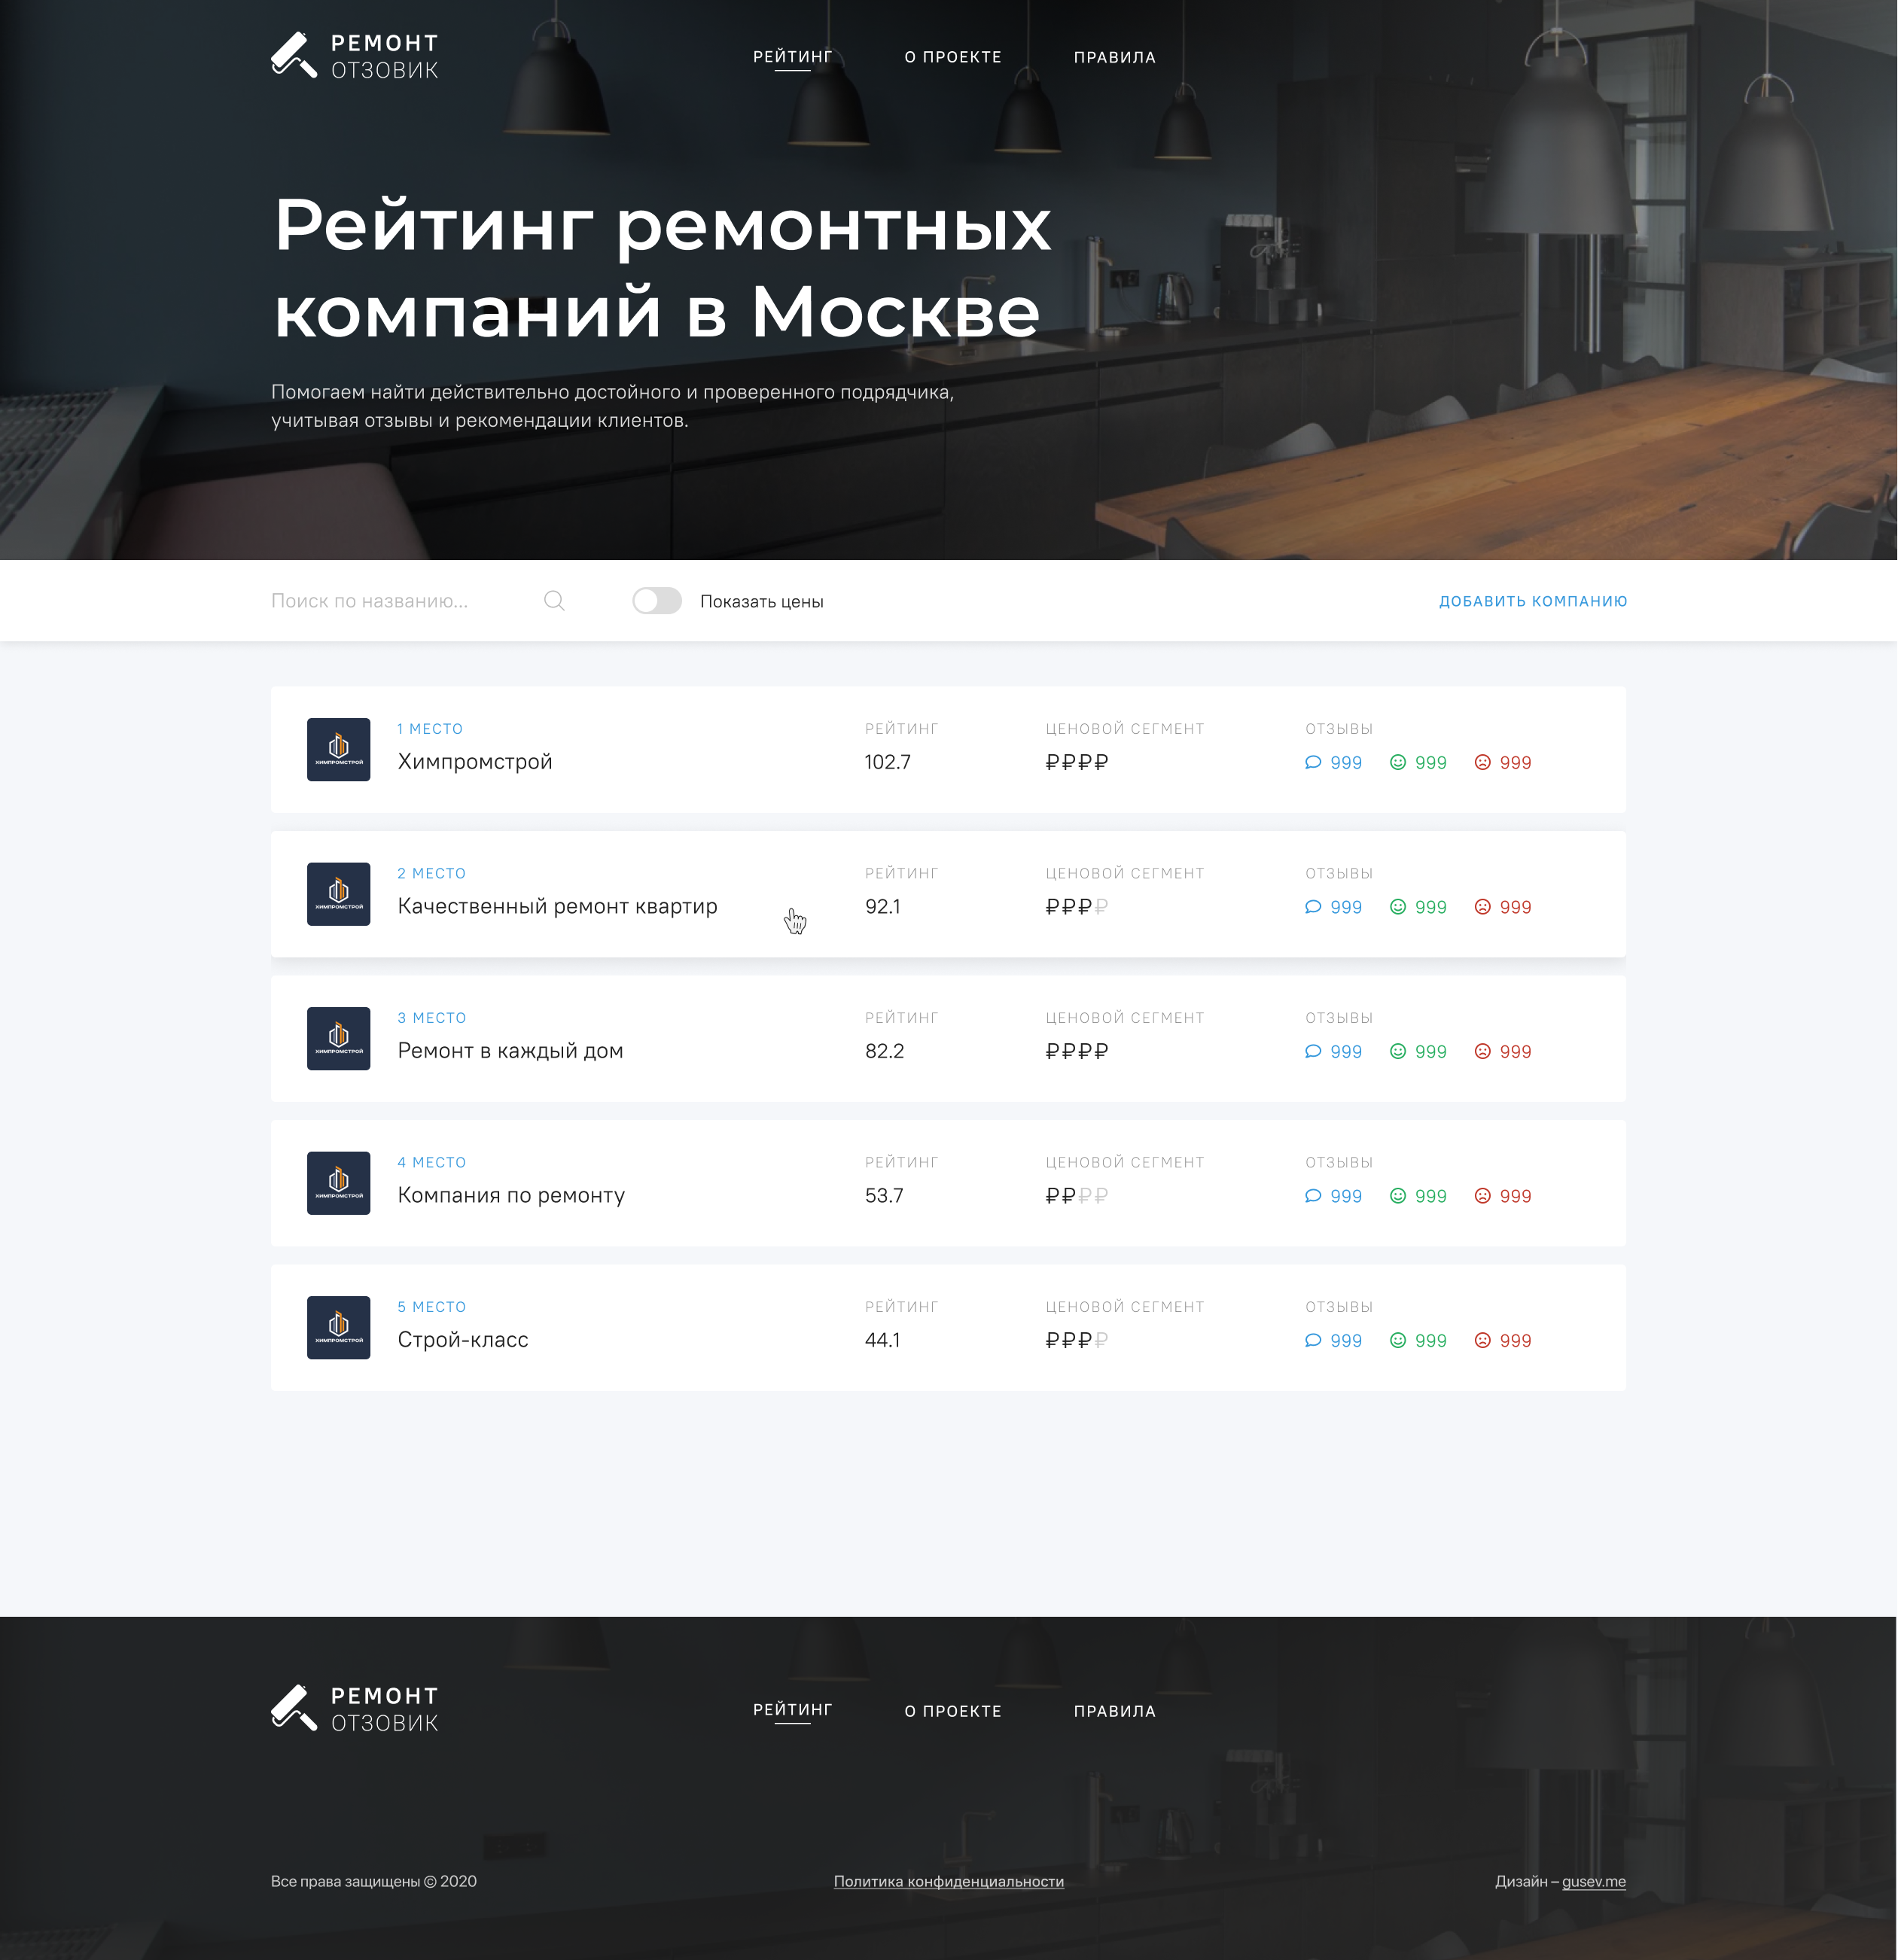 РЕМОНТ
ОТЗОВИК
РЕЙТИНГ
О ПРОЕКТЕ
ПРАВИЛА
Рейтинг ремонтных
компаний в Москве
Помогаем найти действительно достойного и проверенного подрядчика,
учитывая отзывы и рекомендации клиентов.
Поиск по названию...
Показать цены
ДОБАВИТЬ КОМПАНИЮ
ХИМПРОМСТРОЙ
1 МЕСТО
Химпромстрой
РЕЙТИНГ
102.7
ЦЕНОВОЙ СЕГМЕНТ
₽₽₽₽
ОТЗЫВЫ
999 999 999
ХИМПРОМСТРОЙ
2 МЕСТО
Качественный ремонт квартир
РЕЙТИНГ
92.1
ЦЕНОВОЙ СЕГМЕНТ
₽₽₽₽
ОТЗЫВЫ
999 999 999
ХИМПРОМСТРОЙ
3 МЕСТО
Ремонт в каждый дом
РЕЙТИНГ
82.2
ЦЕНОВОЙ СЕГМЕНТ
₽₽₽₽
ОТЗЫВЫ
999 999 999
ХИМПРОМСТРОЙ
4 МЕСТО
Компания по ремонту
РЕЙТИНГ
53.7
ЦЕНОВОЙ СЕГМЕНТ
₽₽₽₽
ОТЗЫВЫ
999 999 999
ХИМПРОМСТРОЙ
5 МЕСТО
Строй-класс
РЕЙТИНГ
44.1
ЦЕНОВОЙ СЕГМЕНТ
₽₽₽₽
ОТЗЫВЫ
999 999 999
РЕМОНТ
ОТЗОВИК
РЕЙТИНГ
О ПРОЕКТЕ
ПРАВИЛА
Все права защищены © 2020
Политика конфиденциальности
Дизайн – gusev.me